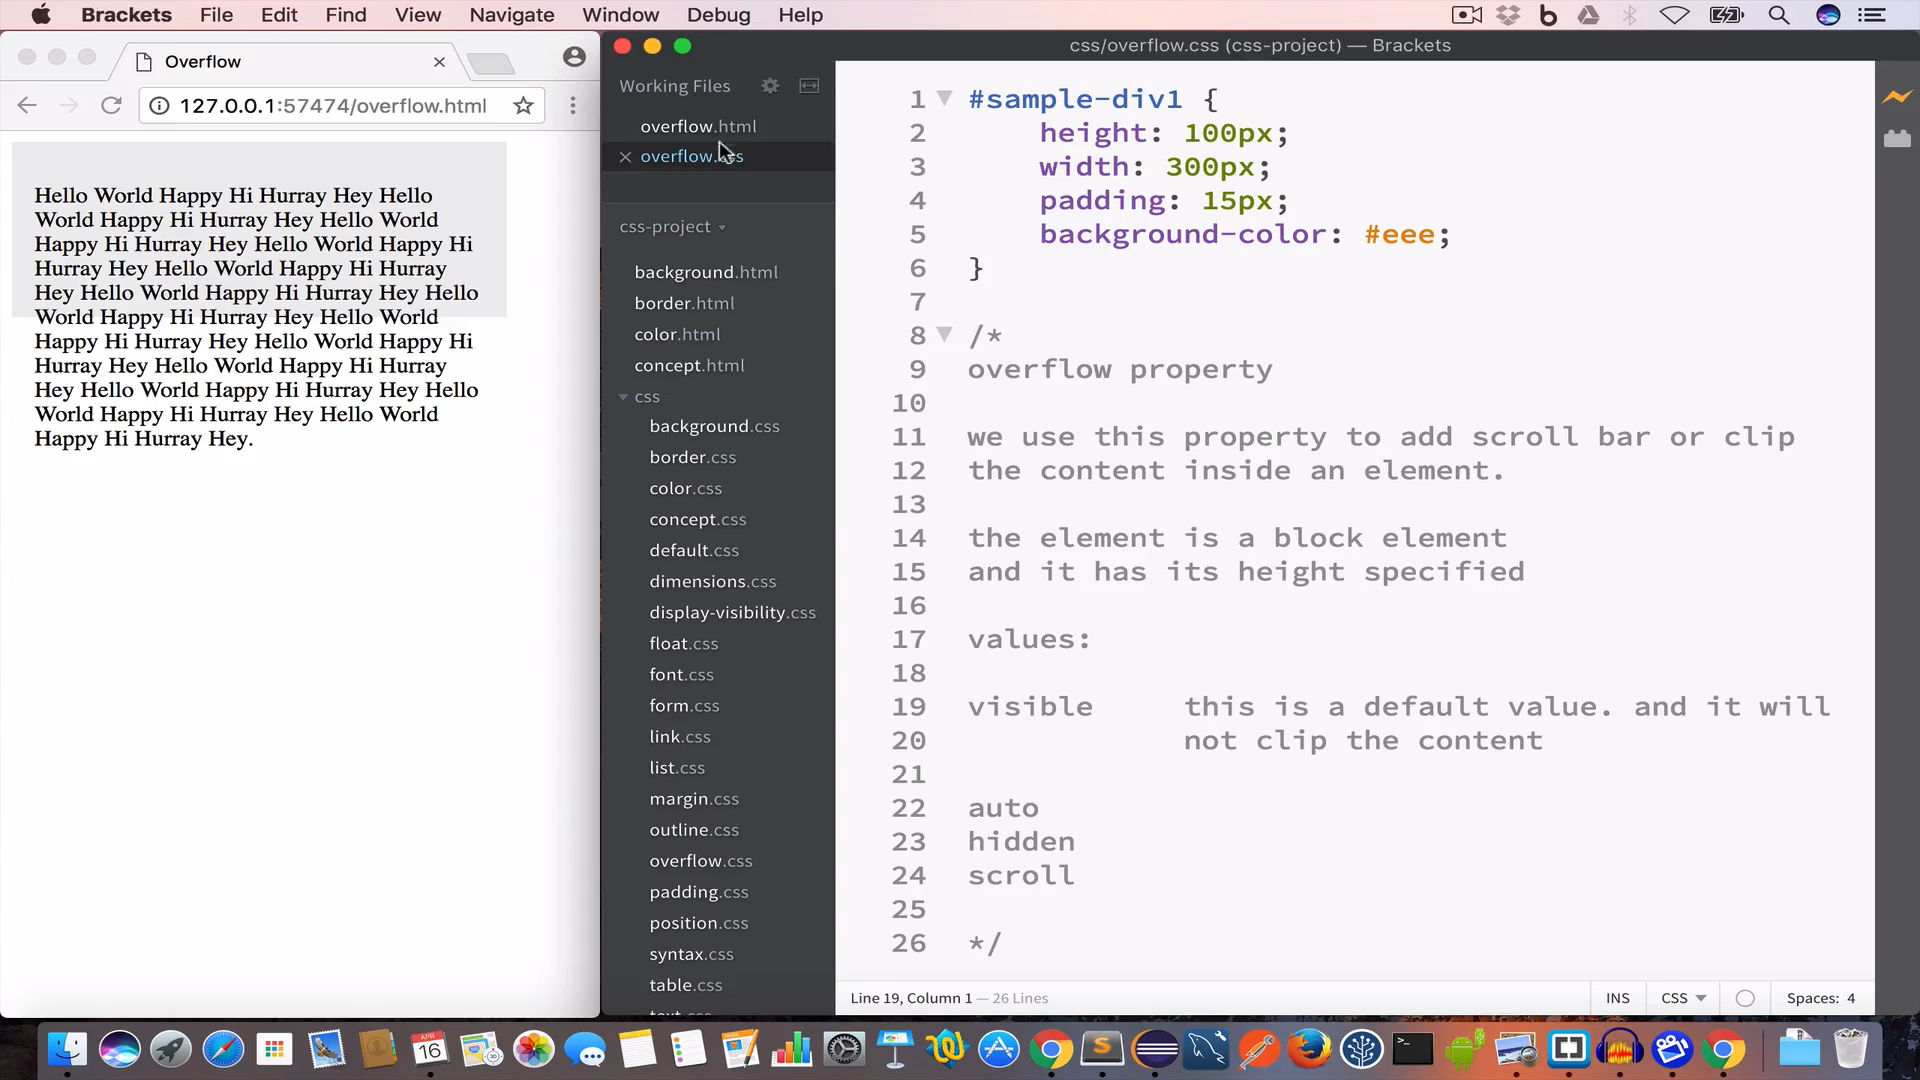 Brackets File Edit Find View Navigate Window Debug Help
Overflow
127.0.0.1:57474/overflow.html
Hello World Happy Hi Hurray Hey Hello
World Happy Hi Hurray Hey Hello World
Happy Hi Hurray Hey Hello World Happy Hi
Hurray Hey Hello World Happy Hi Hurray
Hey Hello World Happy Hi Hurray Hey Hello
World Happy Hi Hurray Hey Hello World
Happy Hi Hurray Hey Hello World Happy Hi
Hurray Hey Hello World Happy Hi Hurray
Hey Hello World Happy Hi Hurray Hey Hello
World Happy Hi Hurray Hey Hello World
Happy Hi Hurray Hey.
css/overflow.css (css-project) — Brackets
Working Files
overflow.html
overflow.css
css-project
background.html
border.html
color.html
concept.html
css
background.css
border.css
color.css
concept.css
default.css
dimensions.css
display-visibility.css
float.css
font.css
form.css
link.css
list.css
margin.css
outline.css
overflow.css
padding.css
position.css
syntax.css
table.css
1 #sample-div1 {
2 height: 100px;
3 width: 300px;
4 padding: 15px;
5 background-color: #eee;
6 }
7
8 /*
9 overflow property
10
11 we use this property to add scroll bar or clip
12 the content inside an element.
13
14 the element is a block element
15 and it has its height specified
16
17 values:
18
19 visible this is a default value. and it will
20 not clip the content
21
22 auto
23 hidden
24 scroll
25
26 */
Line 19, Column 1 — 26 Lines
INS CSS Spaces: 4
APR
16